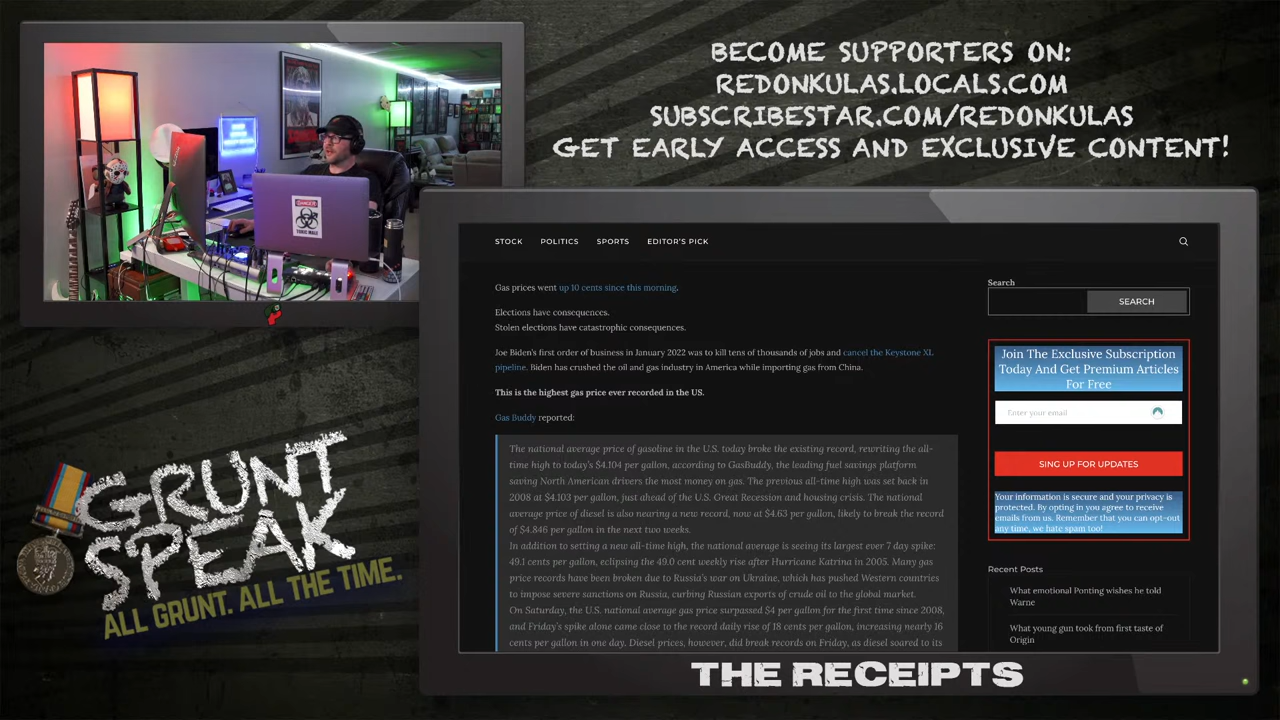 BECOME SUPPORTERS ON:
REDONKULAS.LOCALS.COM
SUBSCRIBESTAR.COM/REDONKULAS
GET EARLY ACCESS AND EXCLUSIVE CONTENT!
DANGER
TOXIC MALE
STOCK POLITICS SPORTS EDITOR'S PICK
Gas prices went up 10 cents since this morning.
Elections have consequences.
Stolen elections have catastrophic consequences.
Joe Biden's first order of business in January 2022 was to kill tens of thousands of jobs and cancel the Keystone XL
pipeline. Biden has crushed the oil and gas industry in America while importing gas from China.
This is the highest gas price ever recorded in the US.
Gas Buddy reported:
The national average price of gasoline in the U.S. today broke the existing record, rewriting the all-
time high to today's $4.104 per gallon, according to GasBuddy, the leading fuel savings platform
saving North American drivers the most money on gas. The previous all-time high was set back in
2008 at $4.103 per gallon, just ahead of the U.S. Great Recession and housing crisis. The national
average price of diesel is also nearing a new record, now at $4.63 per gallon, likely to break the record
of $4.846 per gallon in the next two weeks.
In addition to setting a new all-time high, the national average is seeing its largest ever 7 day spike:
49.1 cents per gallon, eclipsing the 49.0 cent weekly rise after Hurricane Katrina in 2005. Many gas
price records have been broken due to Russia's war on Ukraine, which has pushed Western countries
to impose severe sanctions on Russia, curbing Russian exports of crude oil to the global market.
On Saturday, the U.S. national average gas price surpassed $4 per gallon for the first time since 2008,
and Friday's spike alone came close to the record daily rise of 18 cents per gallon, increasing nearly 16
cents per gallon in one day. Diesel prices, however, did break records on Friday, as diesel soared to its
Search
SEARCH
Join The Exclusive Subscription
Today And Get Premium Articles
For Free
Enter your email
SING UP FOR UPDATES
Your information is secure and your privacy is
protected. By opting in you agree to receive
emails from us. Remember that you can opt-out
any time, we hate spam too!
Recent Posts
What emotional Ponting wishes he told
Warne
What young gun took from first taste of
Origin
GRUNT
SPEAK
ALL GRUNT. ALL THE TIME.
THE RECEIPTS